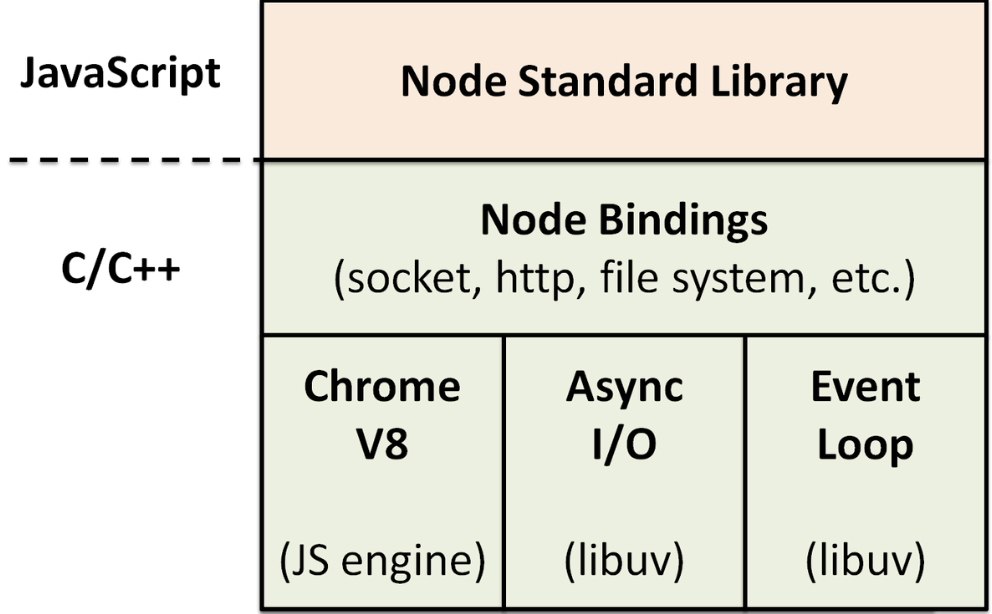 JavaScript
Node Standard Library
C/C++
Node Bindings
(socket, http, file system, etc.)
Chrome
V8
(JS engine)
Async
I/O
(libuv)
Event
Loop
(libuv)